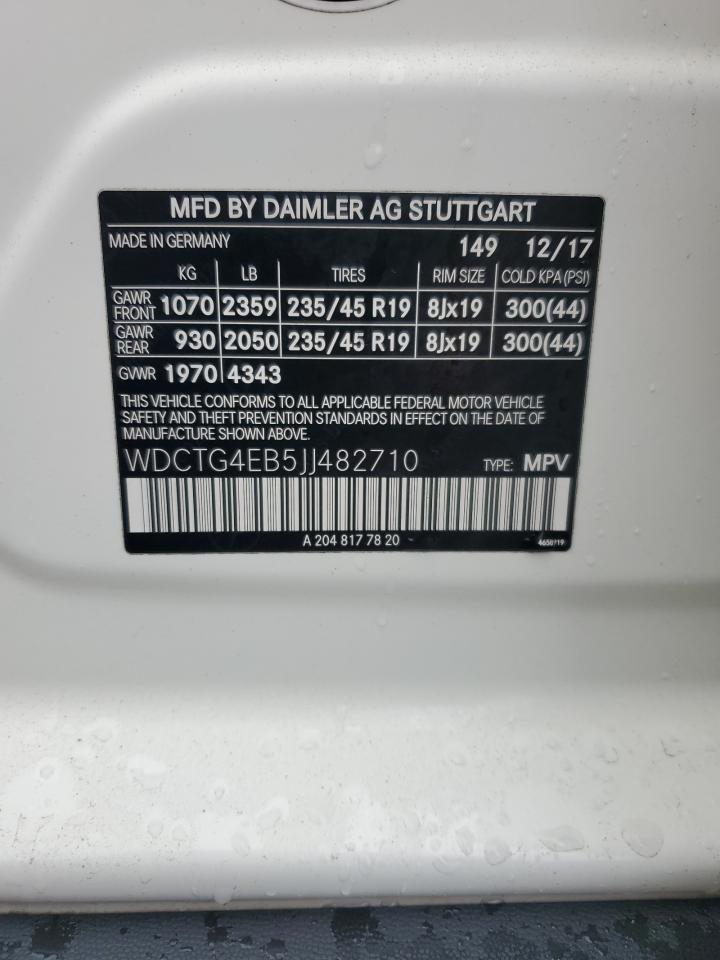 MFD BY DAIMLER AG STUTTGART
MADE IN GERMANY 149 12/17
KG LB TIRES RIM SIZE COLD KPA (PSI)
GAWR FRONT 1070 2359 235/45 R19 8Jx19 300(44)
GAWR REAR 930 2050 235/45 R19 8Jx19 300(44)
GVWR 1970 4343
THIS VEHICLE CONFORMS TO ALL APPLICABLE FEDERAL MOTOR VEHICLE
SAFETY AND THEFT PREVENTION STANDARDS IN EFFECT ON THE DATE OF
MANUFACTURE SHOWN ABOVE.
WDCTG4EB5JJ482710 TYPE: MPV
A 204 817 78 20